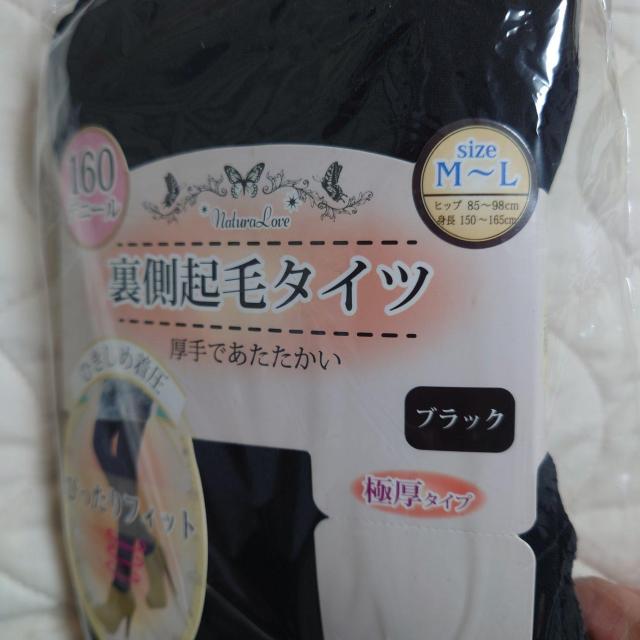 160
デニール
size
M～L
ヒップ 85～98cm
身長 150～165cm
NaturaLove
裏側起毛タイツ
厚手であたたかい
引きしめ着圧
ぴったりフィット
ブラック
極厚タイプ